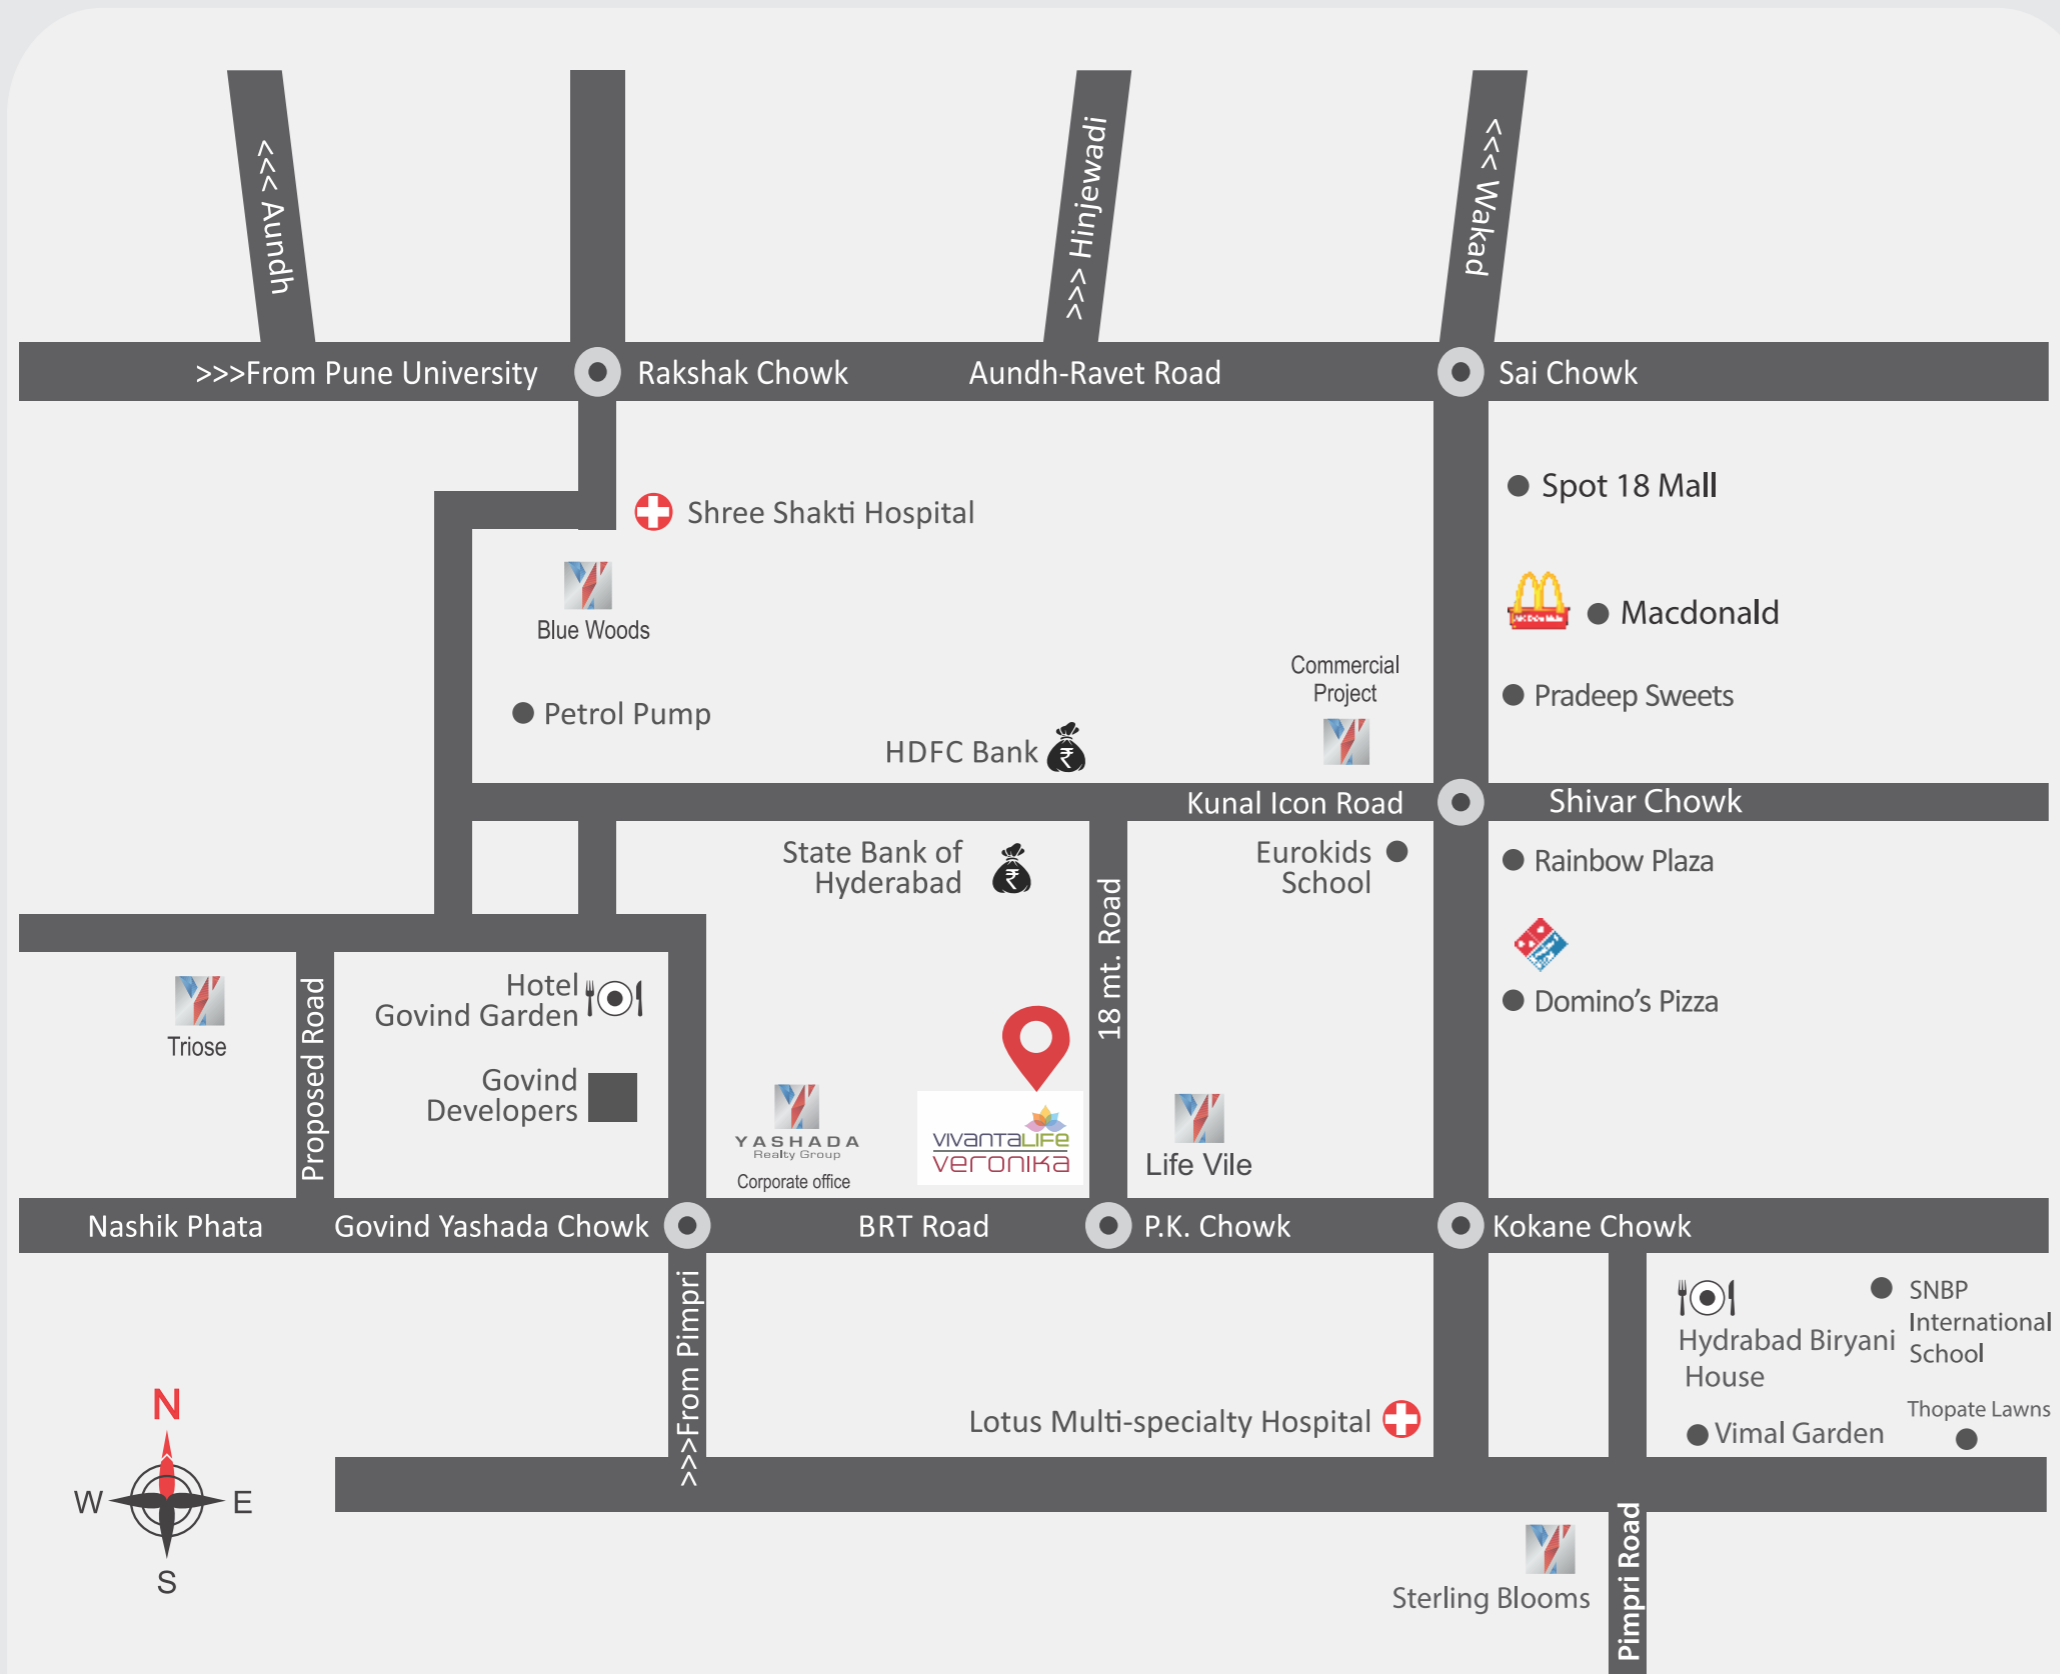 <<< Aundh
>>> Hinjewadi
<<< Wakad
>>>From Pune University
Rakshak Chowk
Aundh-Ravet Road
Sai Chowk
Shree Shakti Hospital
Spot 18 Mall
Blue Woods
Macdonald
Commercial
Project
Pradeep Sweets
Petrol Pump
HDFC Bank
₹
Kunal Icon Road
Shivar Chowk
State Bank of
Hyderabad
₹
Eurokids
School
Rainbow Plaza
18 mt. Road
Domino's Pizza
Triose
Proposed Road
Hotel
Govind Garden
Govind
Developers
YASHADA
Realty Group
Corporate office
VIVANTALIFE
VERONIKA
Life Vile
Nashik Phata
Govind Yashada Chowk
BRT Road
P.K. Chowk
Kokane Chowk
>>>From Pimpri
Hydrabad Biryani
House
SNBP
International
School
Lotus Multi-specialty Hospital
Vimal Garden
Thopate Lawns
N
W
E
S
Sterling Blooms
Pimpri Road